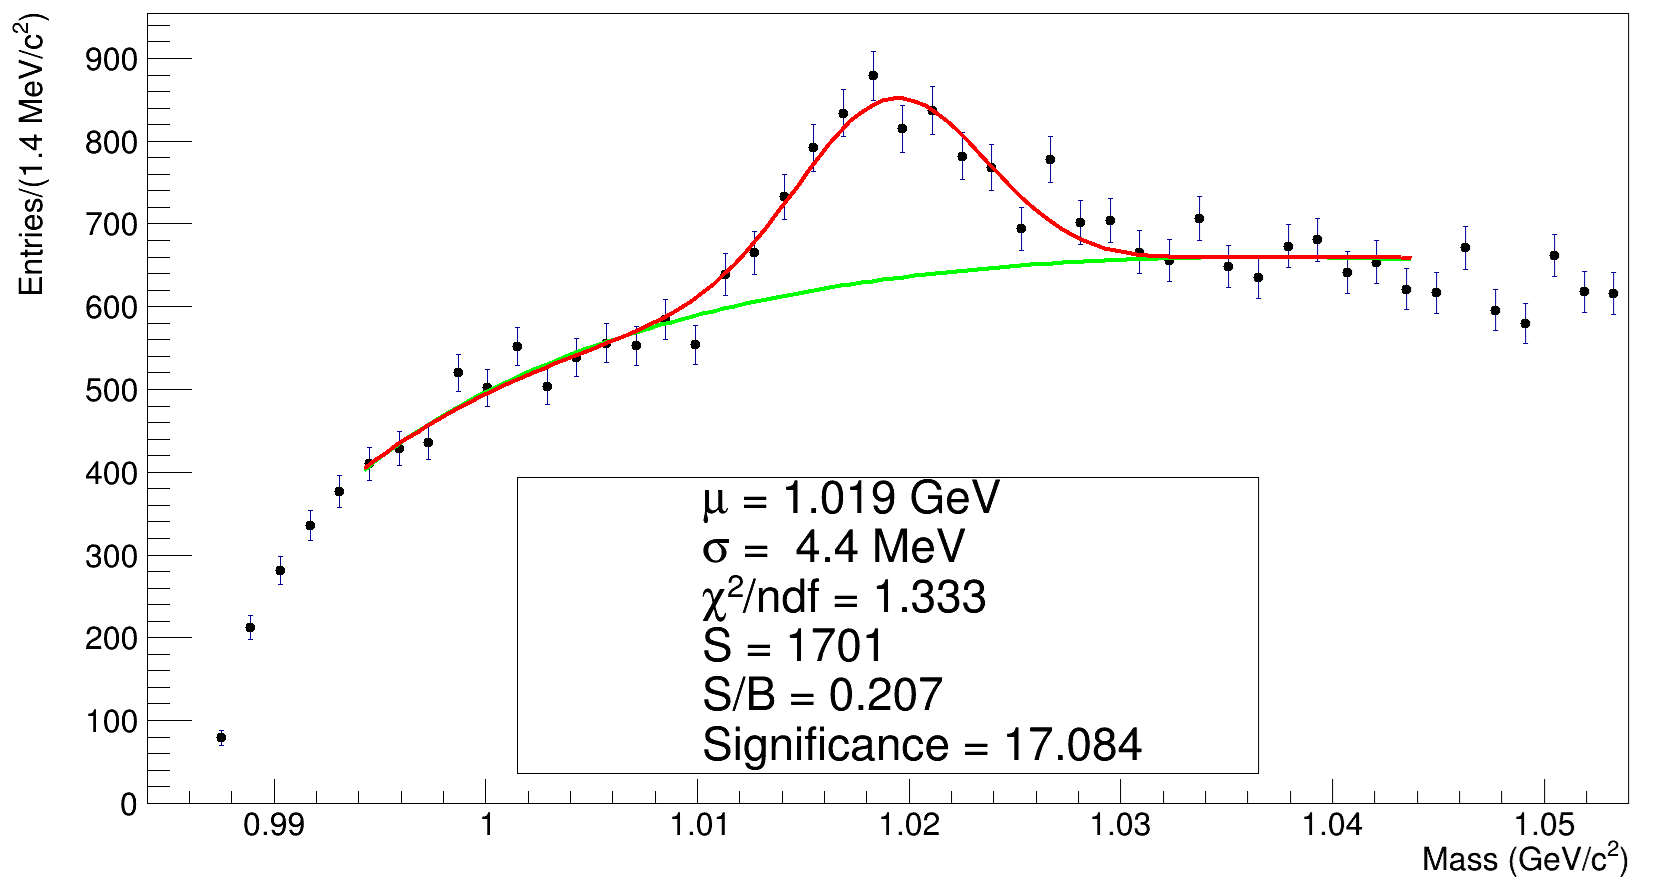 Entries/(1.4 MeV/c²)
900
800
700
600
500
400
300
200
100
0
μ = 1.019 GeV
σ =  4.4 MeV
χ²/ndf = 1.333
S = 1701
S/B = 0.207
Significance = 17.084
0.99 1 1.01 1.02 1.03 1.04 1.05
Mass (GeV/c²)